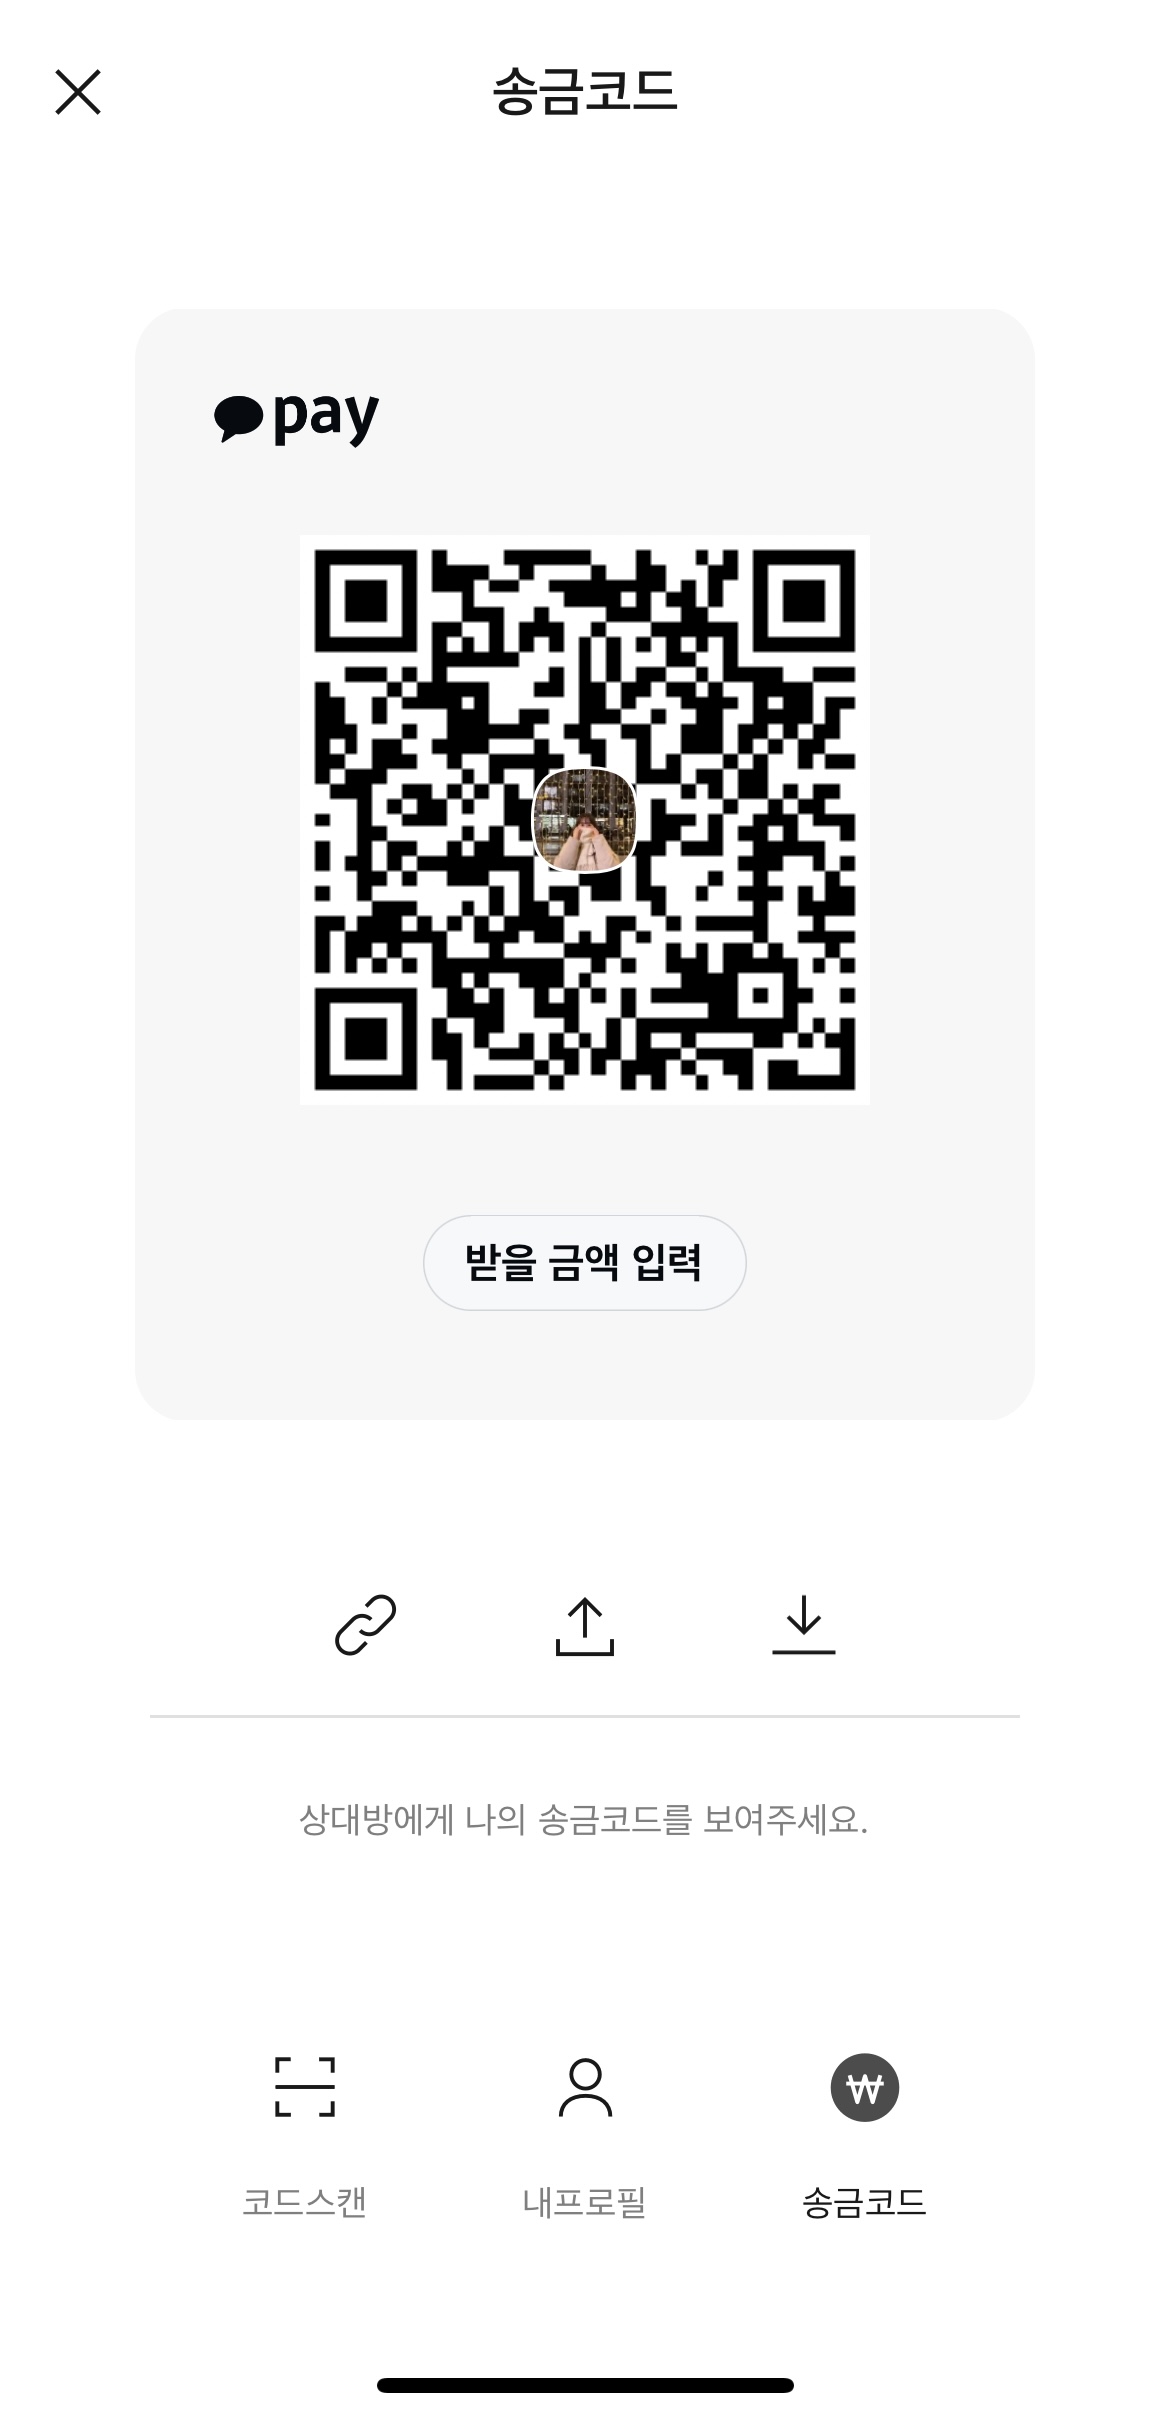 송금코드
pay
받을 금액 입력
상대방에게 나의 송금코드를 보여주세요.
코드스캔
내프로필
₩
송금코드